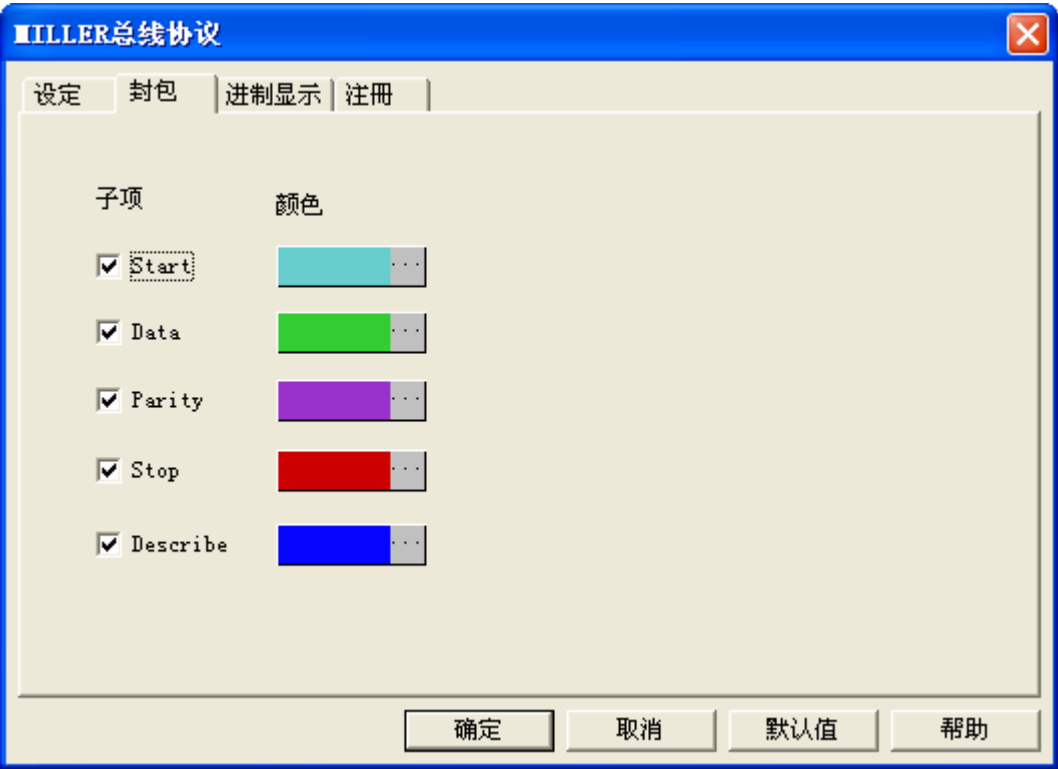 MILLER总线协议
设定 封包 进制显示 注冊
子项 颜色
Start ...
Data ...
Parity ...
Stop ...
Describe ...
确定 取消 默认值 帮助